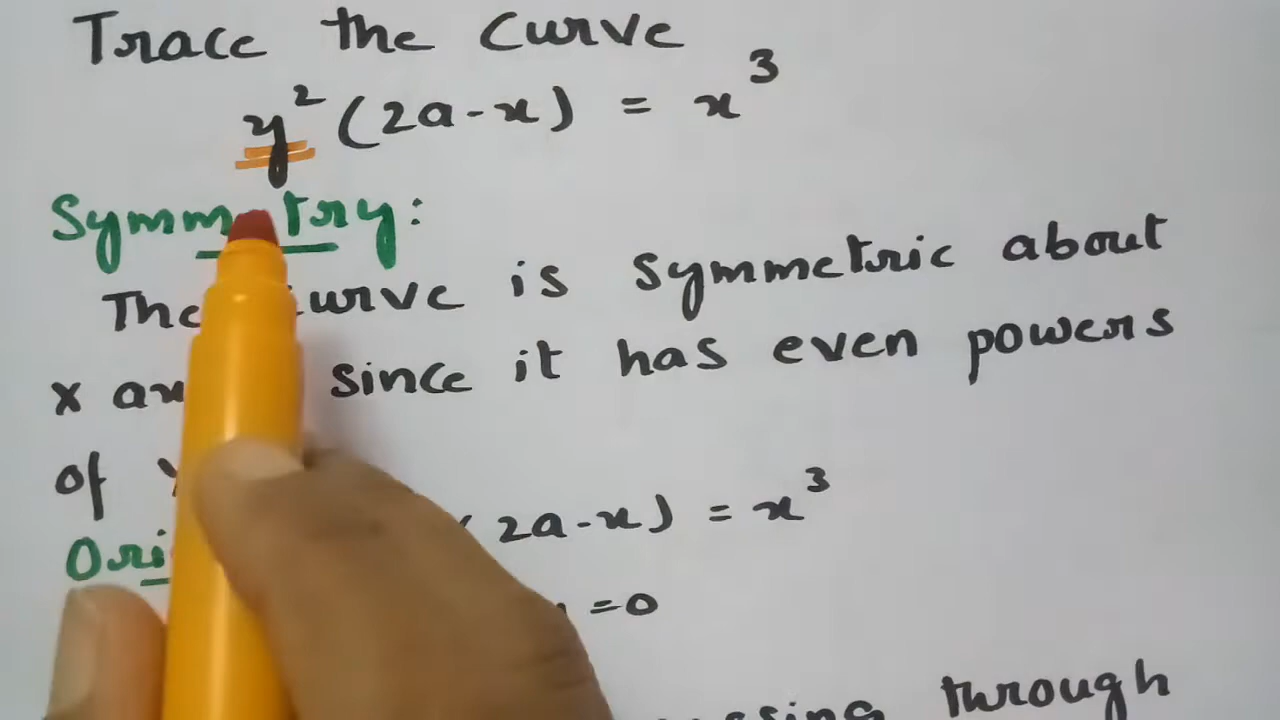 Trace the curve
y² (2a-x) = x³
Symmetry:
The curve is symmetric about
x since it has even powers
of
2a-x) = x³
=0
through